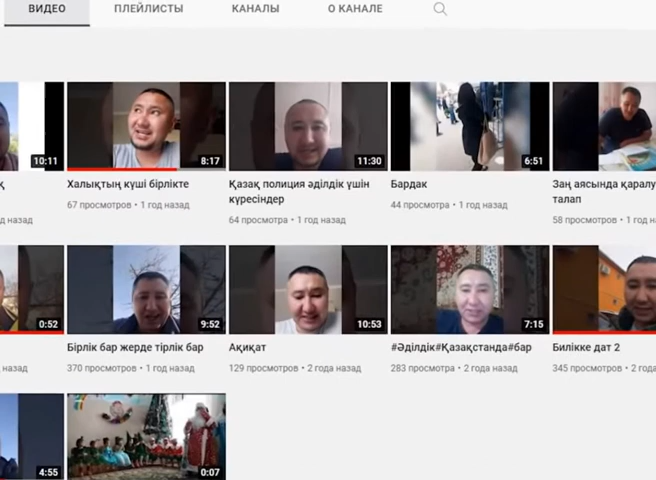 ВИДЕО ПЛЕЙЛИСТЫ КАНАЛЫ О КАНАЛЕ
10:11 8:17 11:30 6:51
Халықтың күші бірлікте
67 просмотров • 1 год назад
Қазақ полиция әділдік үшін
күресіндер
64 просмотра • 1 год назад
Бардак
44 просмотра • 1 год назад
Заң аясында қаралу
талап
58 просмотров • 1 год
од назад
0:52 9:52 10:53 7:15
назад
Бірлік бар жерде тірлік бар
370 просмотров • 1 год назад
Ақиқат
129 просмотров • 2 года назад
#Әділдік#Қазақстанда#бар
283 просмотра • 2 года назад
Билікке дат 2
345 просмотров • 2 года
4:55 0:07